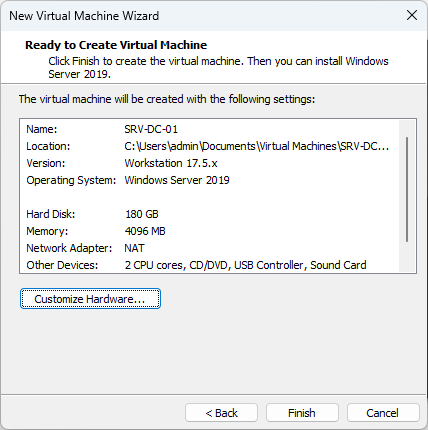 New Virtual Machine Wizard
Ready to Create Virtual Machine
Click Finish to create the virtual machine. Then you can install Windows
Server 2019.
The virtual machine will be created with the following settings:
Name: SRV-DC-01
Location: C:\Users\admin\Documents\Virtual Machines\SRV-DC...
Version: Workstation 17.5.x
Operating System: Windows Server 2019
Hard Disk: 180 GB
Memory: 4096 MB
Network Adapter: NAT
Other Devices: 2 CPU cores, CD/DVD, USB Controller, Sound Card
Customize Hardware...
< Back Finish Cancel